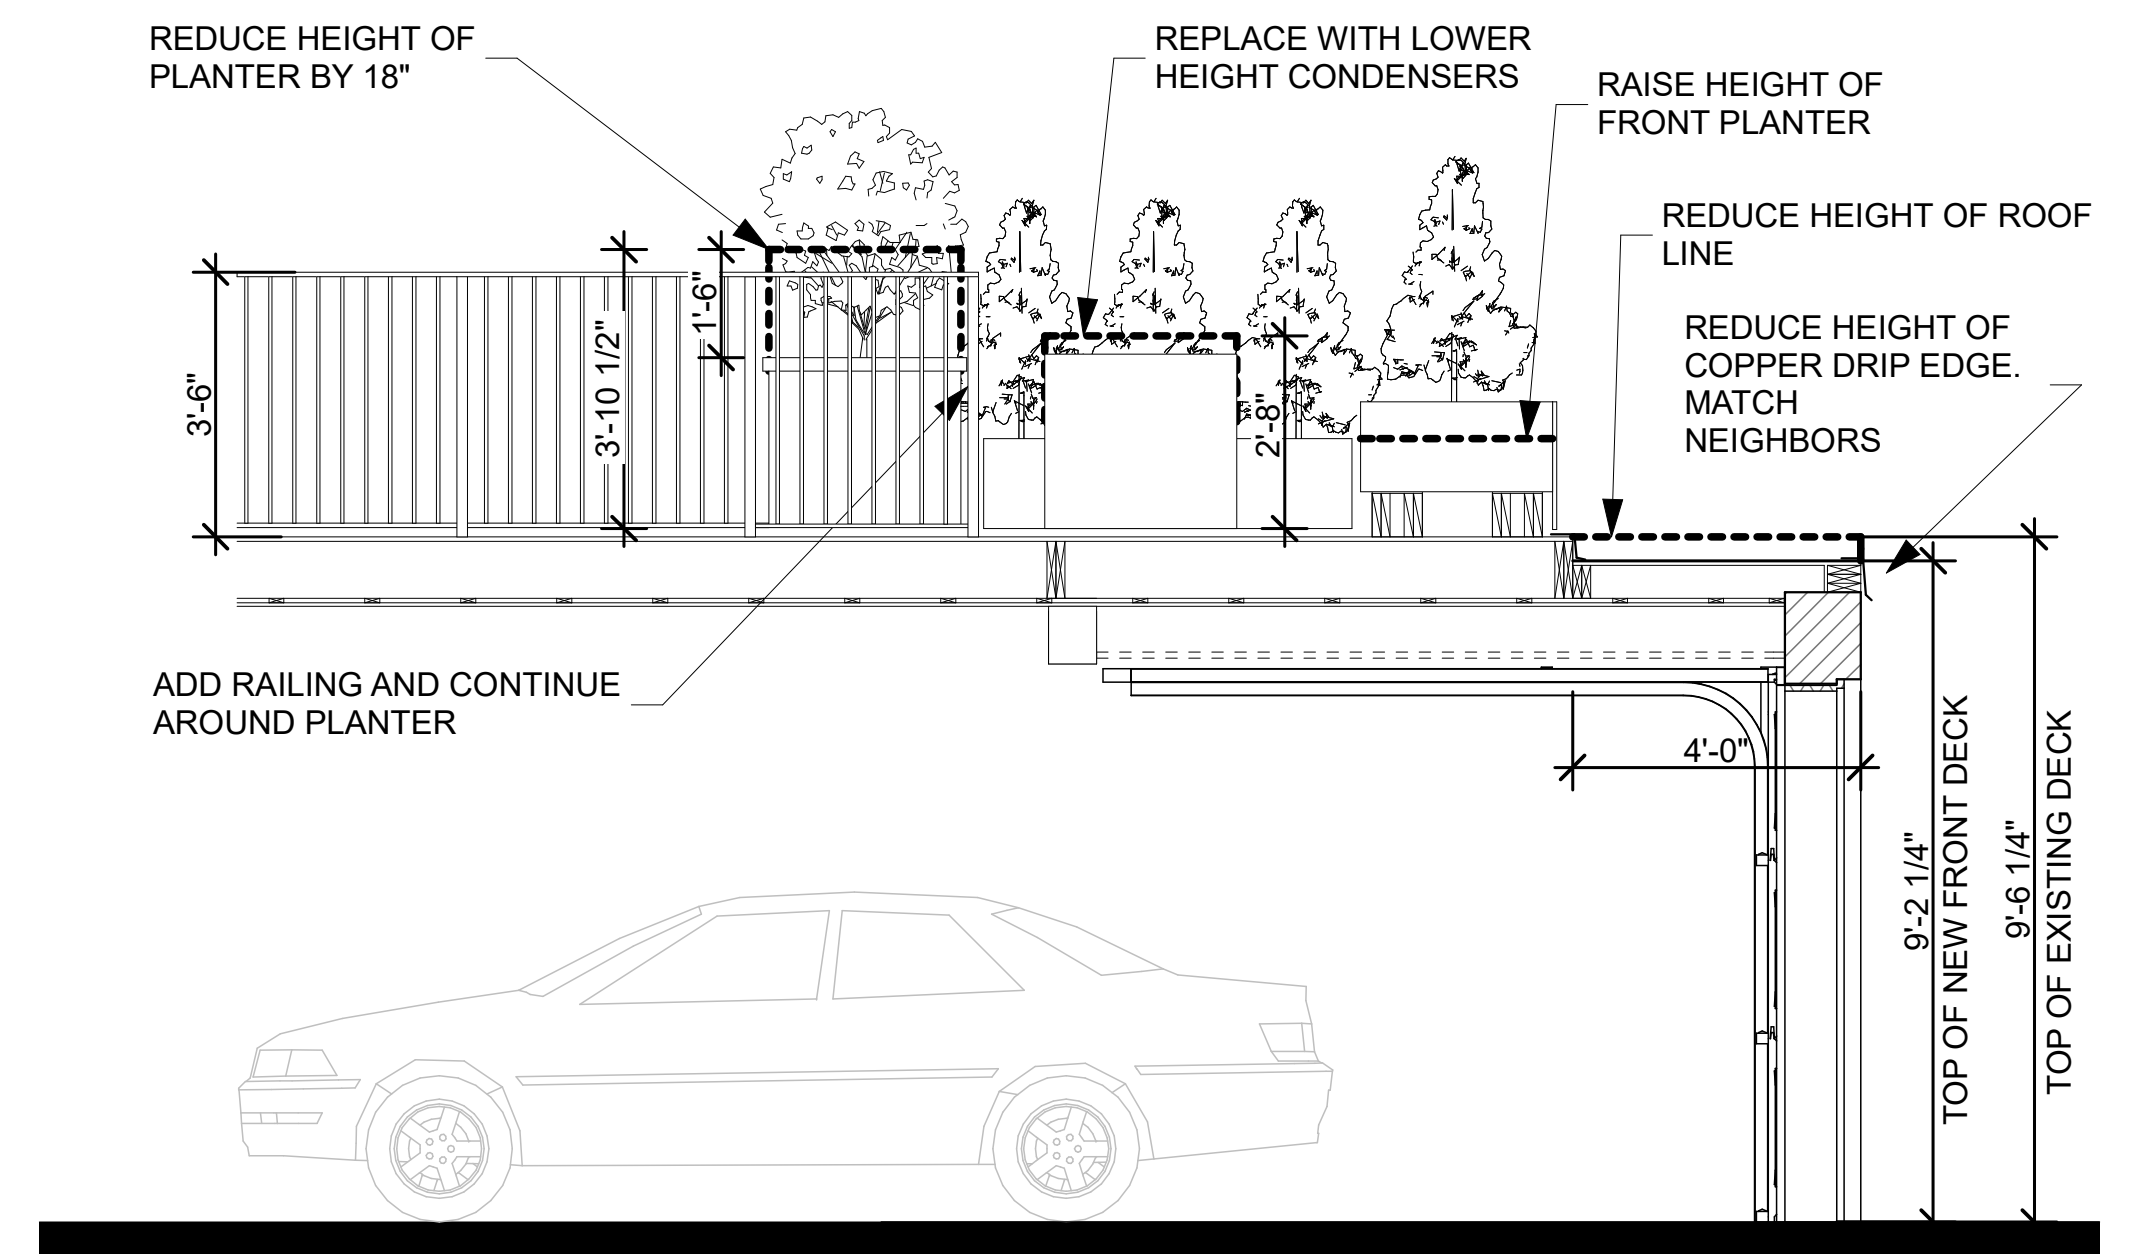 REDUCE HEIGHT OF
PLANTER BY 18"
REPLACE WITH LOWER
HEIGHT CONDENSERS
RAISE HEIGHT OF
FRONT PLANTER
REDUCE HEIGHT OF ROOF
LINE
REDUCE HEIGHT OF
COPPER DRIP EDGE.
MATCH
NEIGHBORS
3'-6"
3'-10 1/2"
1'-6"
2'-8"
ADD RAILING AND CONTINUE
AROUND PLANTER
4'-0"
9'-2 1/4"
TOP OF NEW FRONT DECK
9'-6 1/4"
TOP OF EXISTING DECK